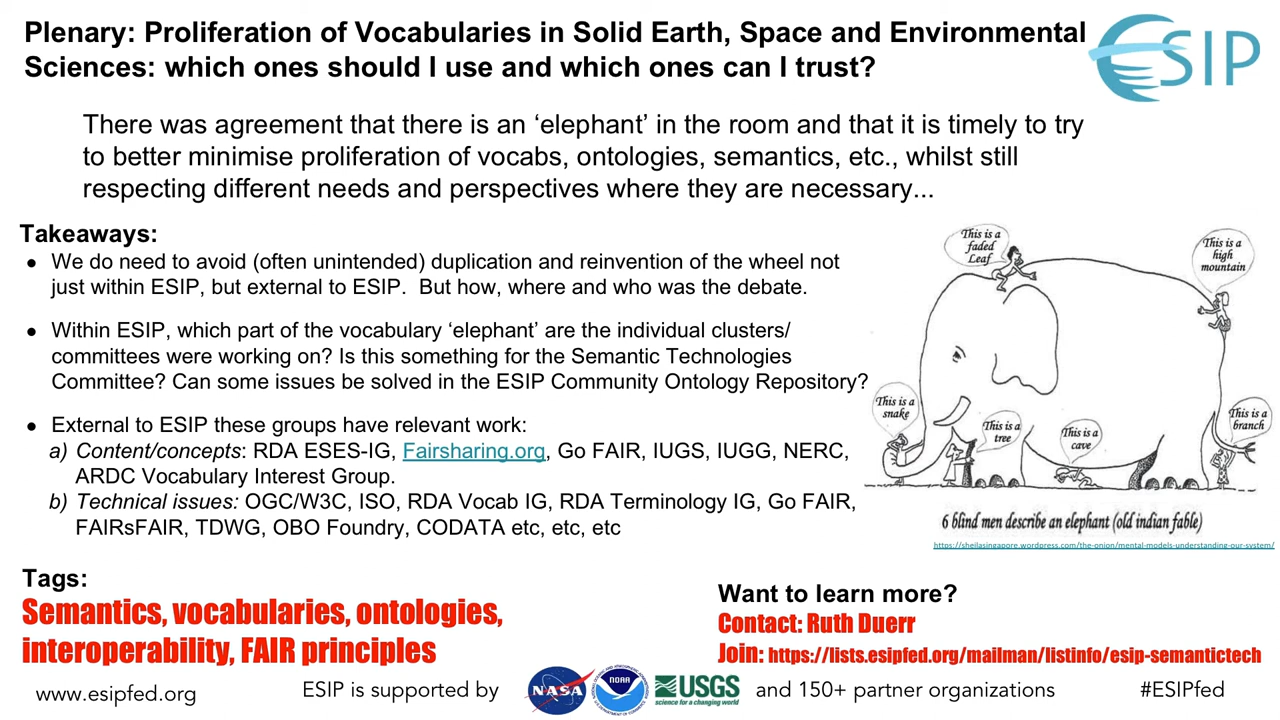 Plenary: Proliferation of Vocabularies in Solid Earth, Space and Environmental
Sciences: which ones should I use and which ones can I trust?
ESIP
There was agreement that there is an ‘elephant’ in the room and that it is timely to try
to better minimise proliferation of vocabs, ontologies, semantics, etc., whilst still
respecting different needs and perspectives where they are necessary...
Takeaways:
● We do need to avoid (often unintended) duplication and reinvention of the wheel not
just within ESIP, but external to ESIP.  But how, where and who was the debate.
● Within ESIP, which part of the vocabulary ‘elephant’ are the individual clusters/
committees were working on? Is this something for the Semantic Technologies
Committee? Can some issues be solved in the ESIP Community Ontology Repository?
● External to ESIP these groups have relevant work:
a) Content/concepts: RDA ESES-IG, Fairsharing.org, Go FAIR, IUGS, IUGG, NERC,
ARDC Vocabulary Interest Group.
b) Technical issues: OGC/W3C, ISO, RDA Vocab IG, RDA Terminology IG, Go FAIR,
FAIRsFAIR, TDWG, OBO Foundry, CODATA etc, etc, etc
This is a
faded
Leaf
This is a
high
mountain
This is a
snake
This is a
tree
This is a
cave
This is a
branch
6 blind men describe an elephant (old indian fable)
https://sheilasingapore.wordpress.com/the-onion/mental-models-understanding-our-system/
Tags:
Semantics, vocabularies, ontologies,
interoperability, FAIR principles
Want to learn more?
Contact: Ruth Duerr
Join: https://lists.esipfed.org/mailman/listinfo/esip-semantictech
www.esipfed.org
ESIP is supported by
NASA
NOAA
USGS
science for a changing world
and 150+ partner organizations
#ESIPfed